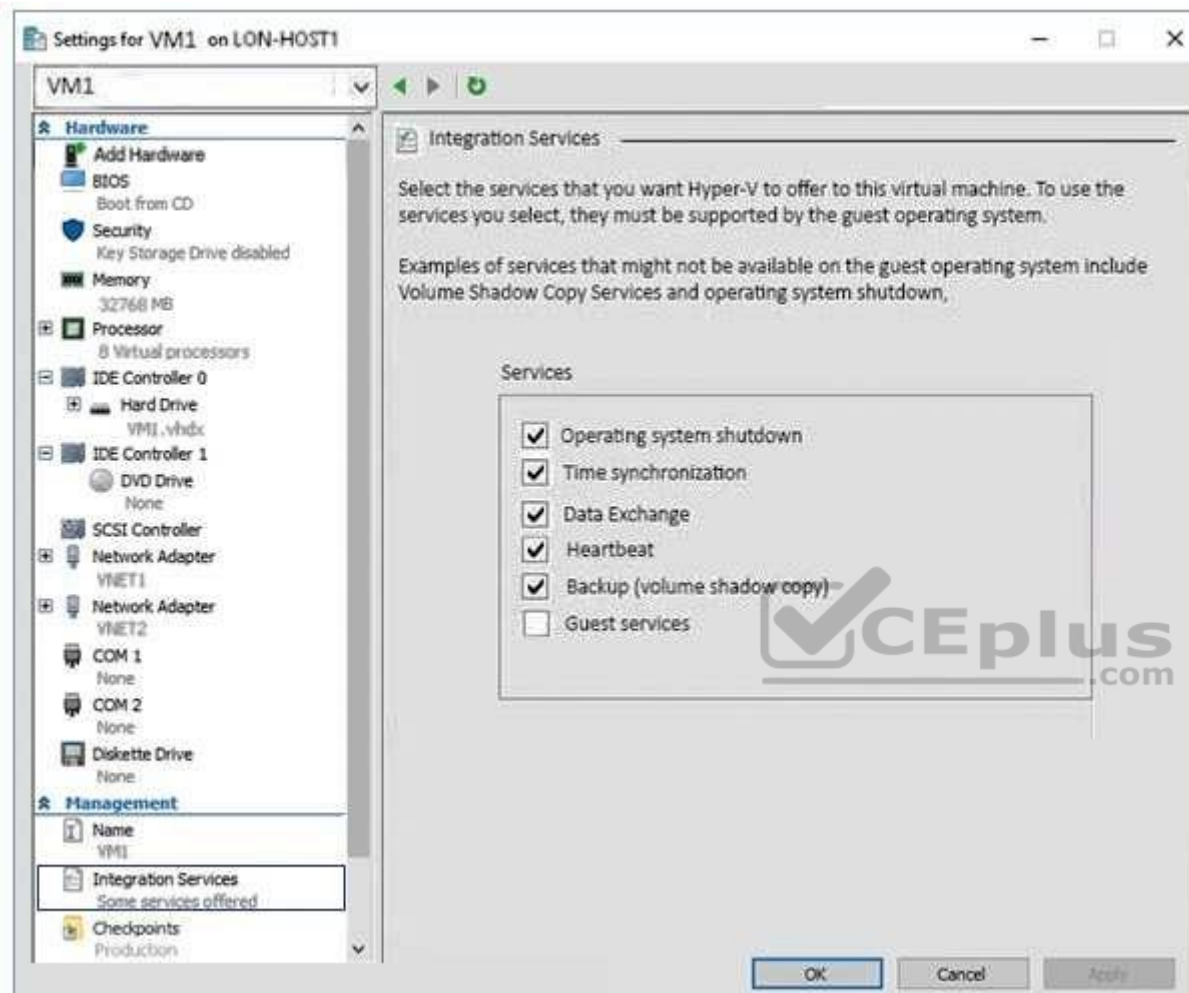 Settings for VM1 on LON-HOST1
VM1
Hardware
Add Hardware
BIOS
Boot from CD
Security
Key Storage Drive disabled
Memory
32768 MB
Processor
8 Virtual processors
IDE Controller 0
Hard Drive
VM1.vhdx
IDE Controller 1
DVD Drive
None
SCSI Controller
Network Adapter
VNET1
Network Adapter
VNET2
COM 1
None
COM 2
None
Diskette Drive
None
Management
Name
VM1
Integration Services
Some services offered
Checkpoints
Production
Integration Services
Select the services that you want Hyper-V to offer to this virtual machine. To use the
services you select, they must be supported by the guest operating system.
Examples of services that might not be available on the guest operating system include
Volume Shadow Copy Services and operating system shutdown,
Services
Operating system shutdown
Time synchronization
Data Exchange
Heartbeat
Backup (volume shadow copy)
Guest services
VCEplus
.com
OK
Cancel
Apply